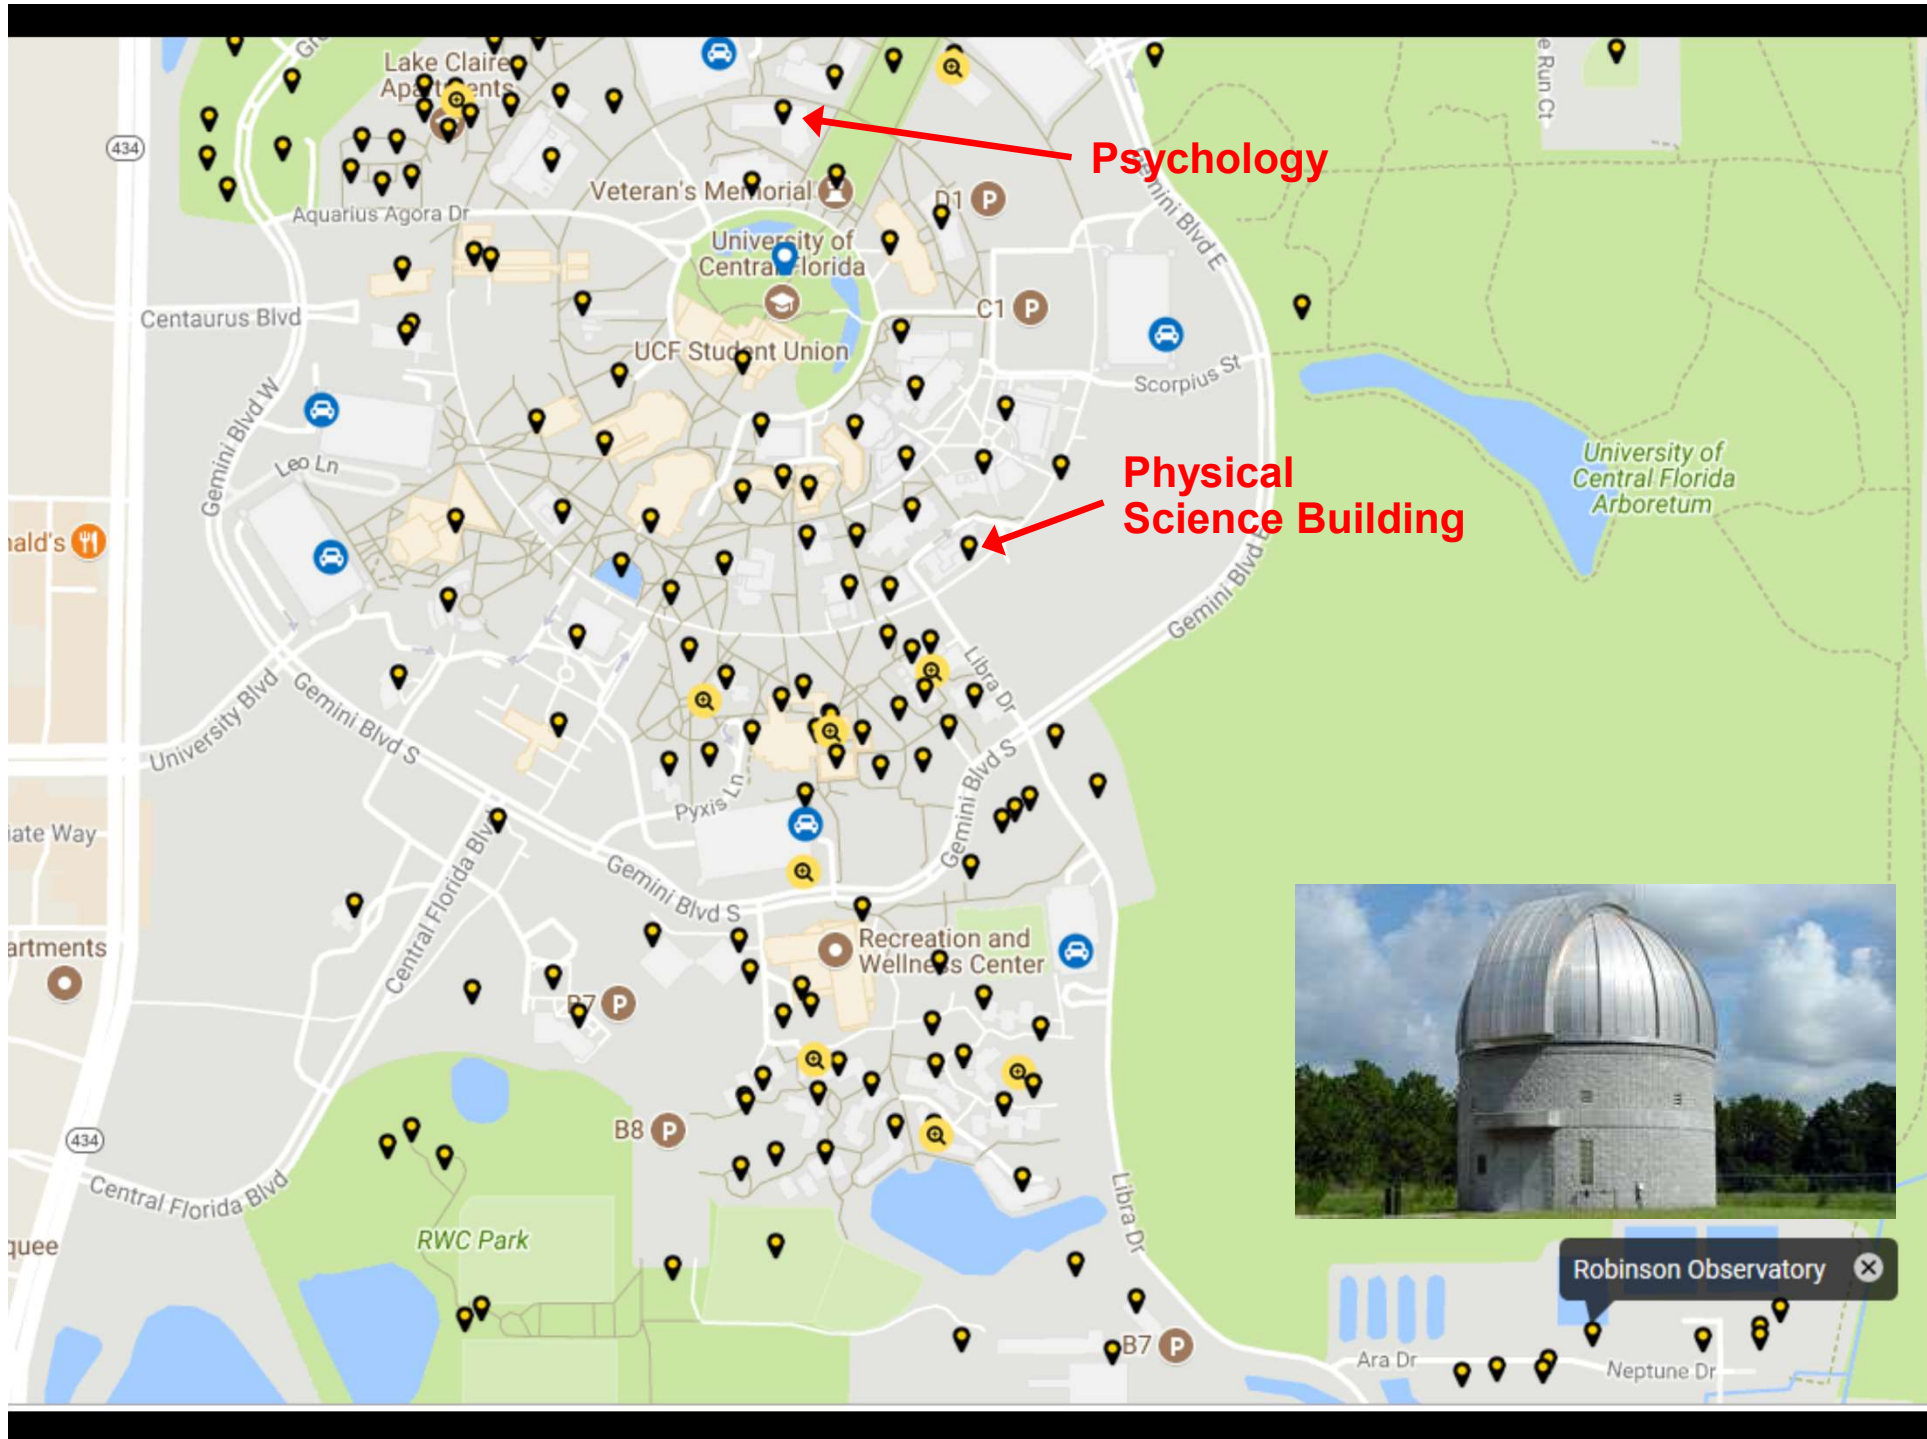 Lake Claire
Apartments
434
Psychology
Veteran's Memorial
D1 P
Aquarius Agora Dr
University of
Central Florida
Gemini Blvd E
C1 P
Centaurus Blvd
UCF Student Union
Scorpius St
Gemini Blvd W
Leo Ln
University of
Central Florida
Arboretum
Physical
Science Building
nald's
Gemini Blvd E
Libra Dr
University Blvd
Gemini Blvd S
Pyxis Ln
Gemini Blvd S
iate Way
Central Florida Blvd
Gemini Blvd S
Recreation and
Wellness Center
artments
B7 P
B8 P
434
Central Florida Blvd
Libra Dr
RWC Park
quee
Robinson Observatory
B7 P
Ara Dr
Neptune Dr
e Run Ct